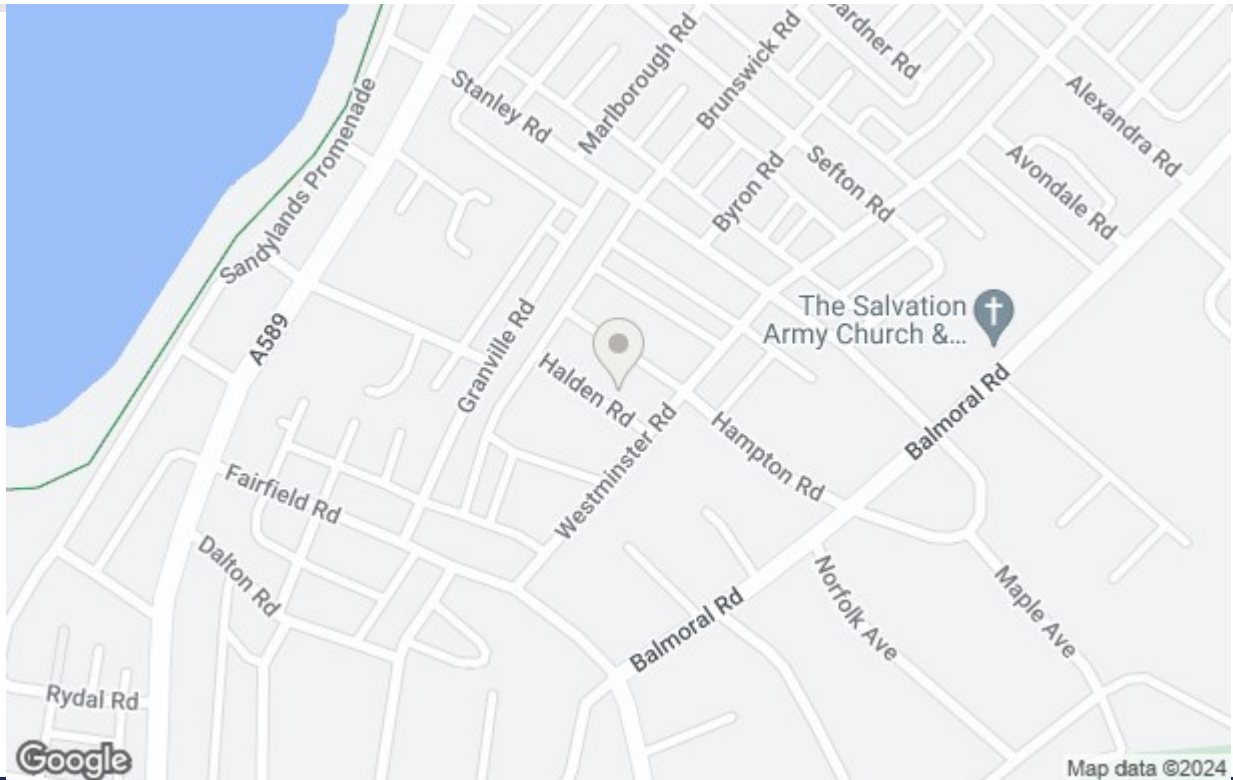 Gardner Rd
Marlborough Rd
Brunswick Rd
Stanley Rd
Alexandra Rd
Sandylands Promenade
Avondale Rd
Sefton Rd
Byron Rd
The Salvation
Army Church &...
A589
Granville Rd
Halden Rd
Balmoral Rd
Hampton Rd
Westminster Rd
Fairfield Rd
Dalton Rd
Norfolk Ave
Maple Ave
Balmoral Rd
Rydal Rd
Google
Map data ©2024